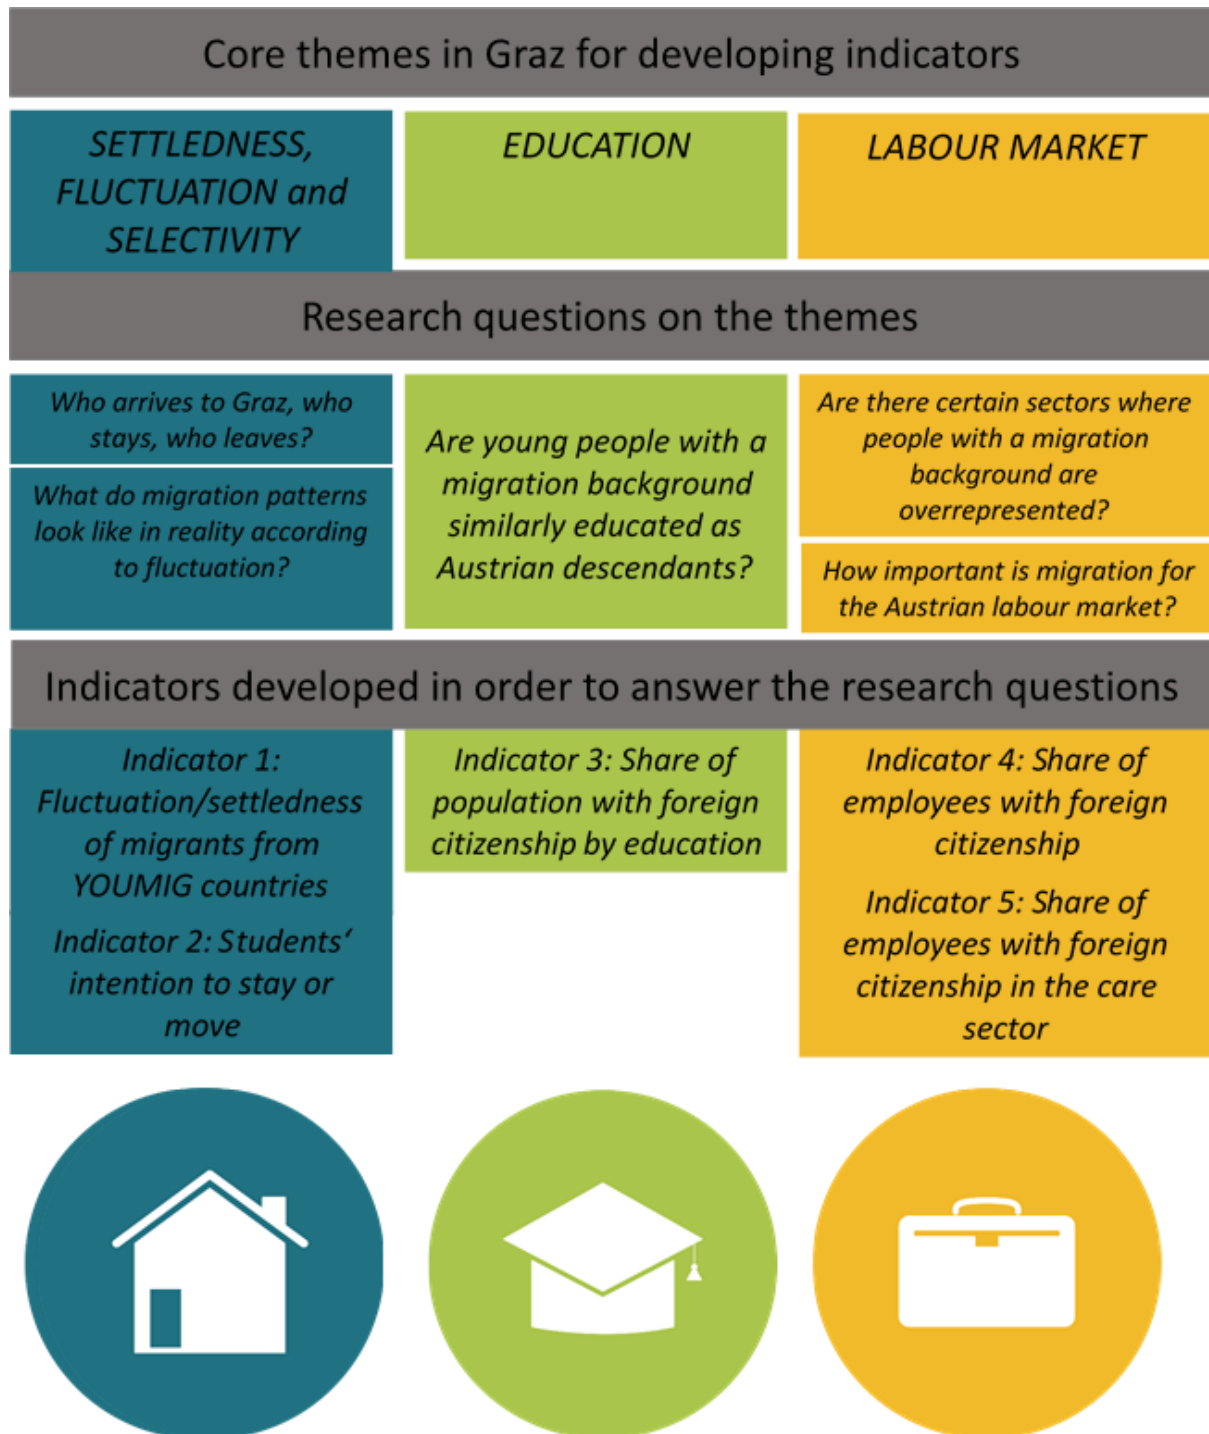 Core themes in Graz for developing indicators
SETTLEDNESS,
FLUCTUATION and
SELECTIVITY
EDUCATION
LABOUR MARKET
Research questions on the themes
Who arrives to Graz, who
stays, who leaves?
What do migration patterns
look like in reality according
to fluctuation?
Are young people with a
migration background
similarly educated as
Austrian descendants?
Are there certain sectors where
people with a migration
background are
overrepresented?
How important is migration for
the Austrian labour market?
Indicators developed in order to answer the research questions
Indicator 1:
Fluctuation/settledness
of migrants from
YOUMIG countries
Indicator 2: Students‘
intention to stay or
move
Indicator 3: Share of
population with foreign
citizenship by education
Indicator 4: Share of
employees with foreign
citizenship
Indicator 5: Share of
employees with foreign
citizenship in the care
sector